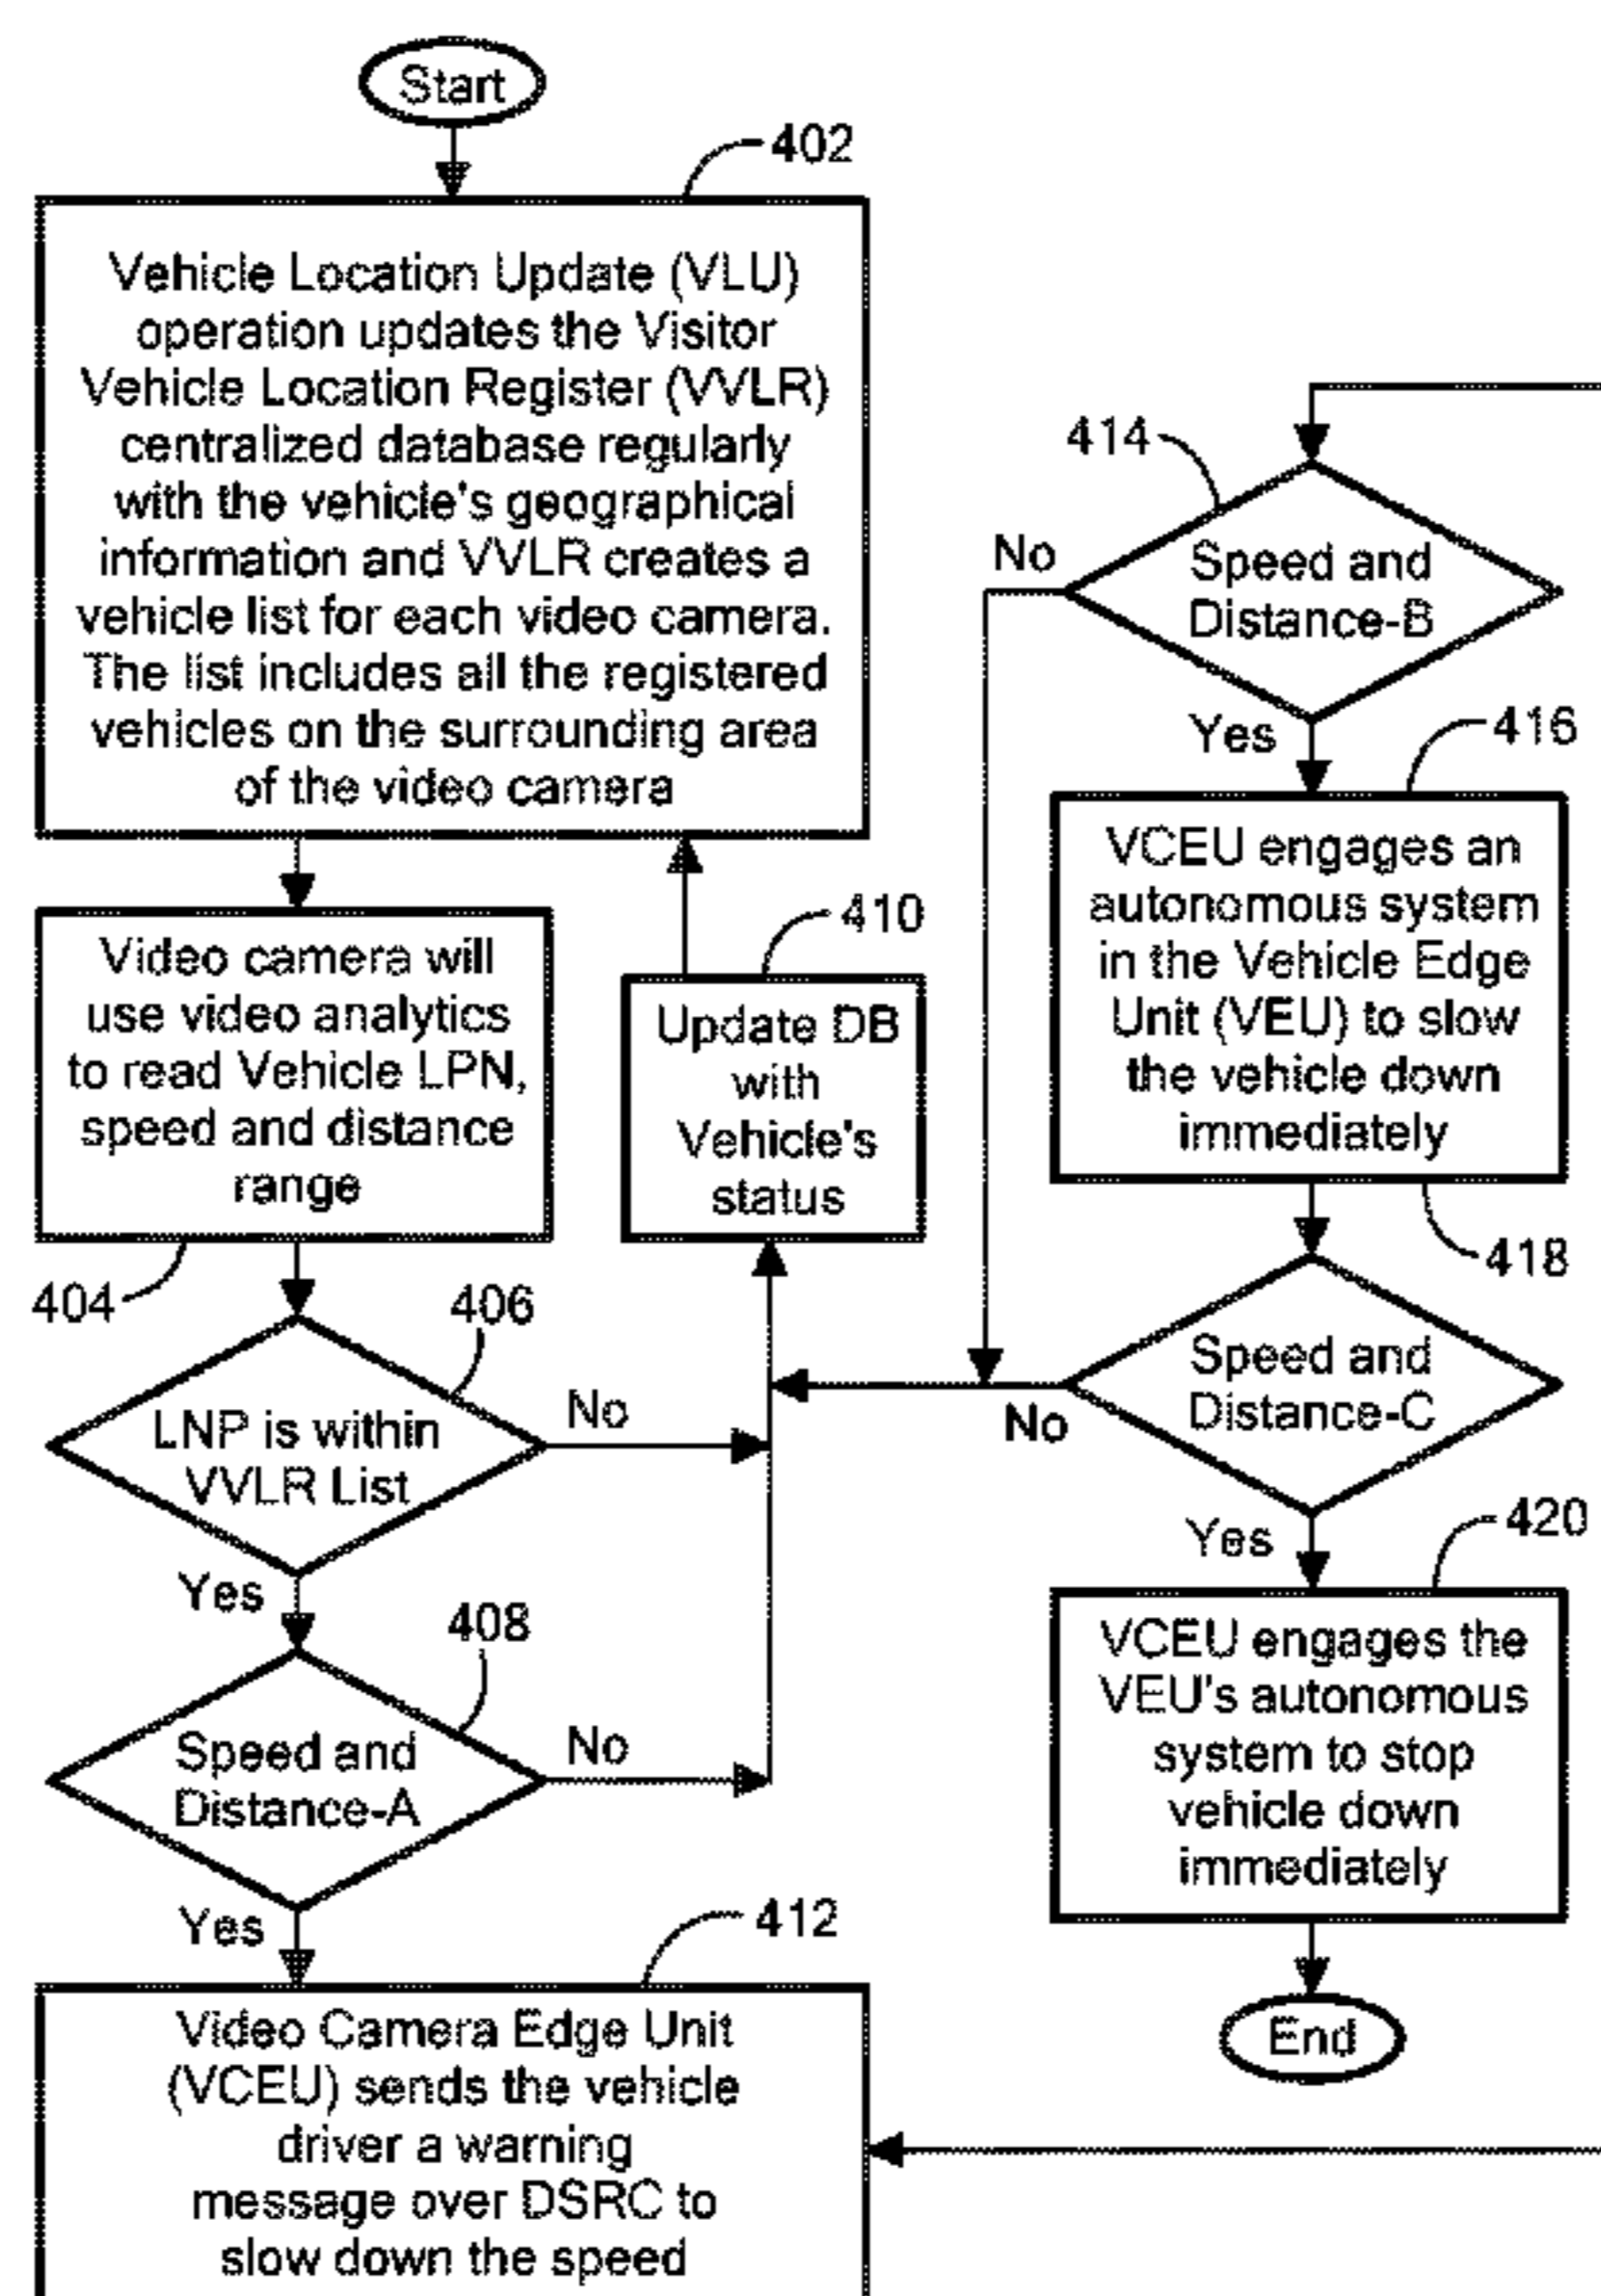 Start
402
Vehicle Location Update (VLU)
operation updates the Visitor
Vehicle Location Register (VVLR)
centralized database regularly
with the vehicle's geographical
information and VVLR creates a
vehicle list for each video camera.
The list includes all the registered
vehicles on the surrounding area
of the video camera
Video camera will
use video analytics
to read Vehicle LPN,
speed and distance
range
404
410
Update DB
with
Vehicle's
status
406
LNP is within
VVLR List
No
Yes
408
Speed and
Distance-A
No
Yes
412
Video Camera Edge Unit
(VCEU) sends the vehicle
driver a warning
message over DSRC to
slow down the speed
414
No
Speed and
Distance-B
Yes
416
VCEU engages an
autonomous system
in the Vehicle Edge
Unit (VEU) to slow
the vehicle down
immediately
418
Speed and
Distance-C
No
Yes
420
VCEU engages the
VEU's autonomous
system to stop
vehicle down
immediately
End